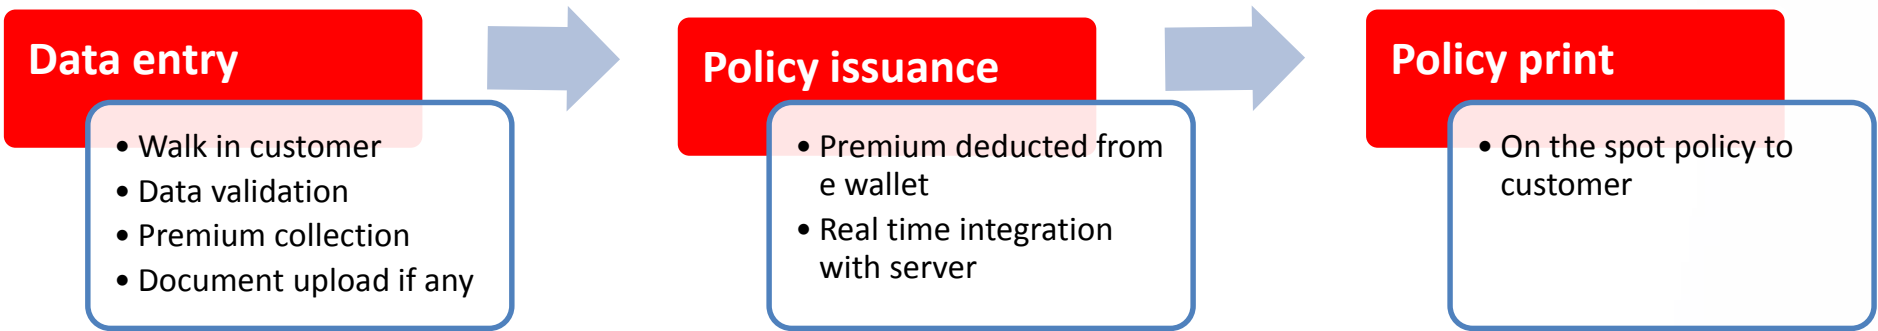 Data entry
• Walk in customer
• Data validation
• Premium collection
• Document upload if any
Policy issuance
• Premium deducted from
e wallet
• Real time integration
with server
Policy print
• On the spot policy to
customer